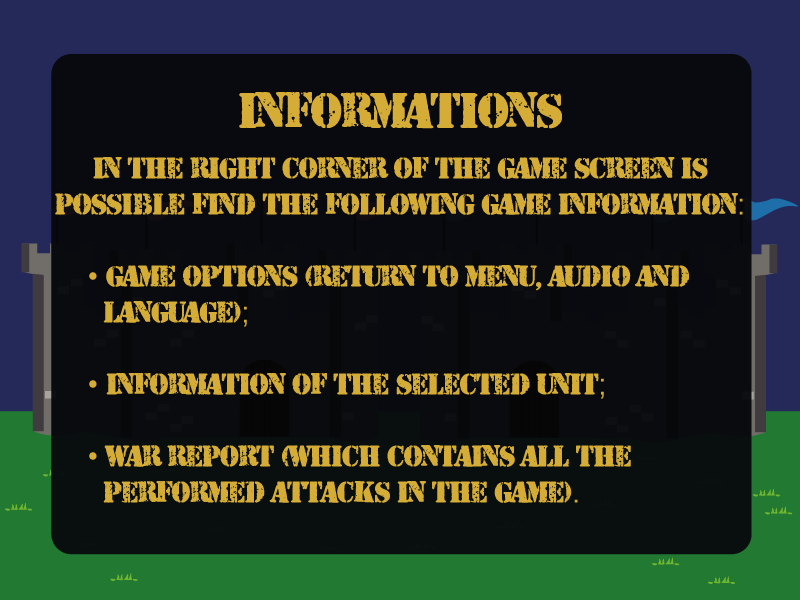 INFORMATIONS
IN THE RIGHT CORNER OF THE GAME SCREEN IS
POSSIBLE FIND THE FOLLOWING GAME INFORMATION:
• GAME OPTIONS (RETURN TO MENU, AUDIO AND
LANGUAGE);
• INFORMATION OF THE SELECTED UNIT;
• WAR REPORT (WHICH CONTAINS ALL THE
PERFORMED ATTACKS IN THE GAME).